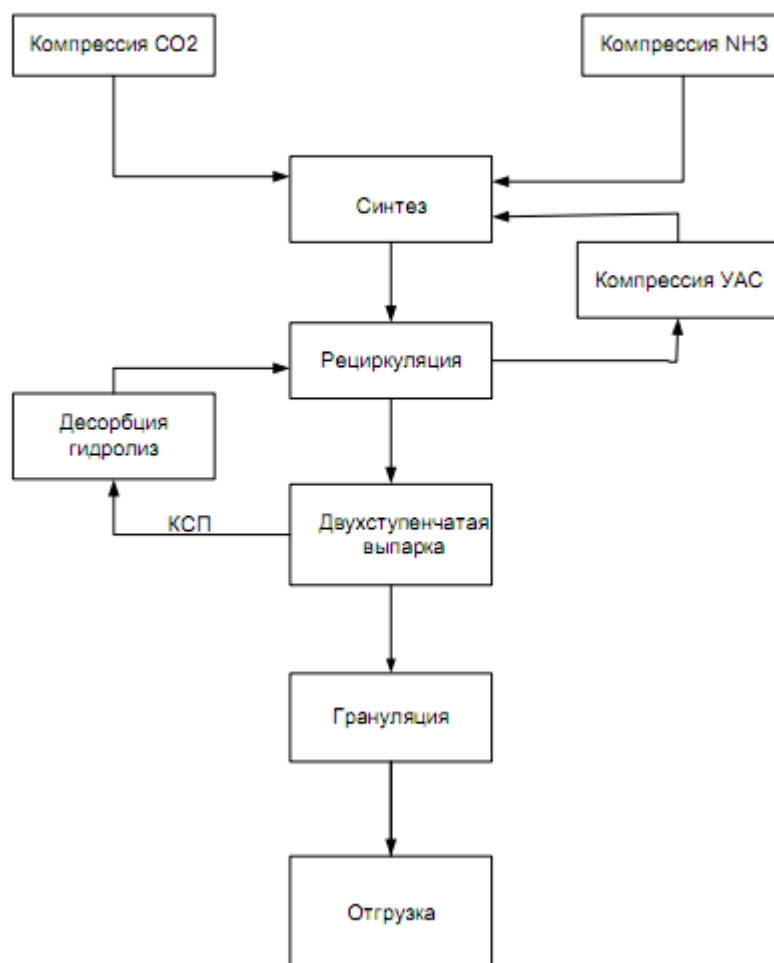 Компрессия CO2
Компрессия NH3
Синтез
Компрессия УАС
Рециркуляция
Десорбция
гидролиз
КСП
Двухступенчатая
выпарка
Грануляция
Отгрузка